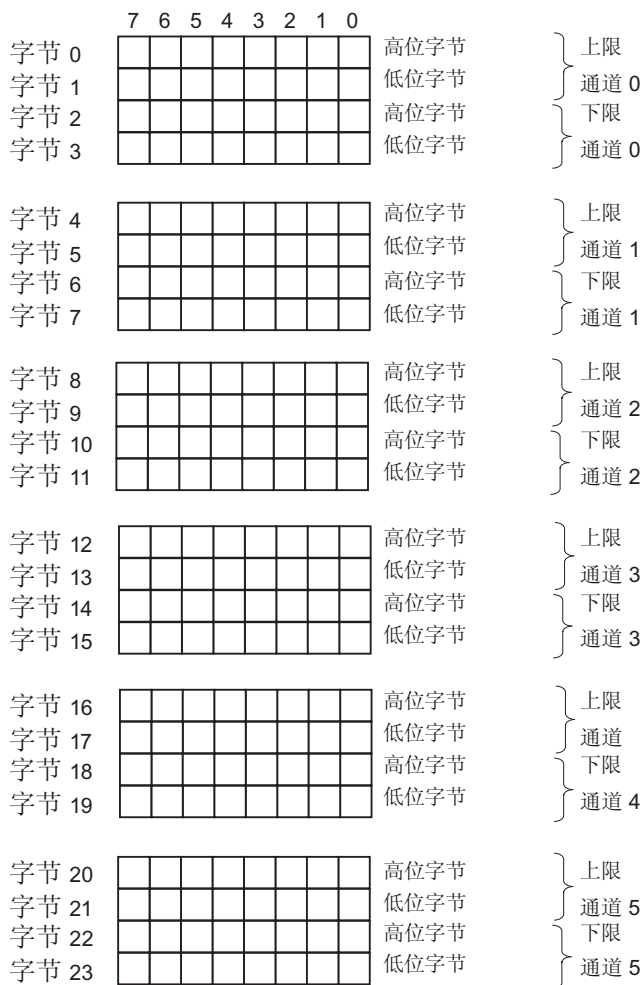 7 6 5 4 3 2 1 0
字节 0 高位字节 上限
字节 1 低位字节 通道 0
字节 2 高位字节 下限
字节 3 低位字节 通道 0
字节 4 高位字节 上限
字节 5 低位字节 通道 1
字节 6 高位字节 下限
字节 7 低位字节 通道 1
字节 8 高位字节 上限
字节 9 低位字节 通道 2
字节 10 高位字节 下限
字节 11 低位字节 通道 2
字节 12 高位字节 上限
字节 13 低位字节 通道 3
字节 14 高位字节 下限
字节 15 低位字节 通道 3
字节 16 高位字节 上限
字节 17 低位字节 通道
字节 18 高位字节 下限
字节 19 低位字节 通道 4
字节 20 高位字节 上限
字节 21 低位字节 通道 5
字节 22 高位字节 下限
字节 23 低位字节 通道 5